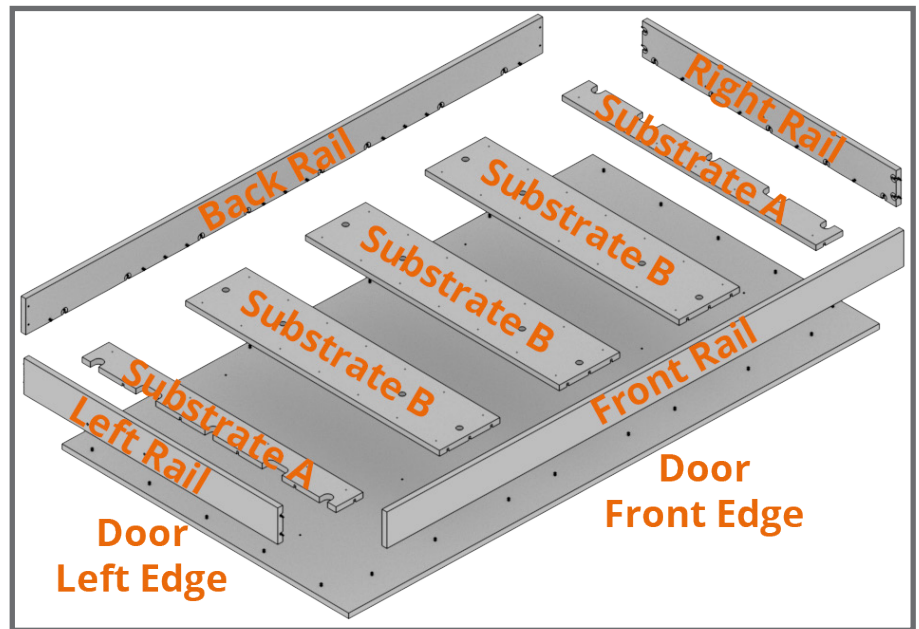 Back Rail
Right Rail
Substrate A
Substrate B
Substrate B
Substrate B
Substrate A
Left Rail
Front Rail
Door
Front Edge
Door
Left Edge